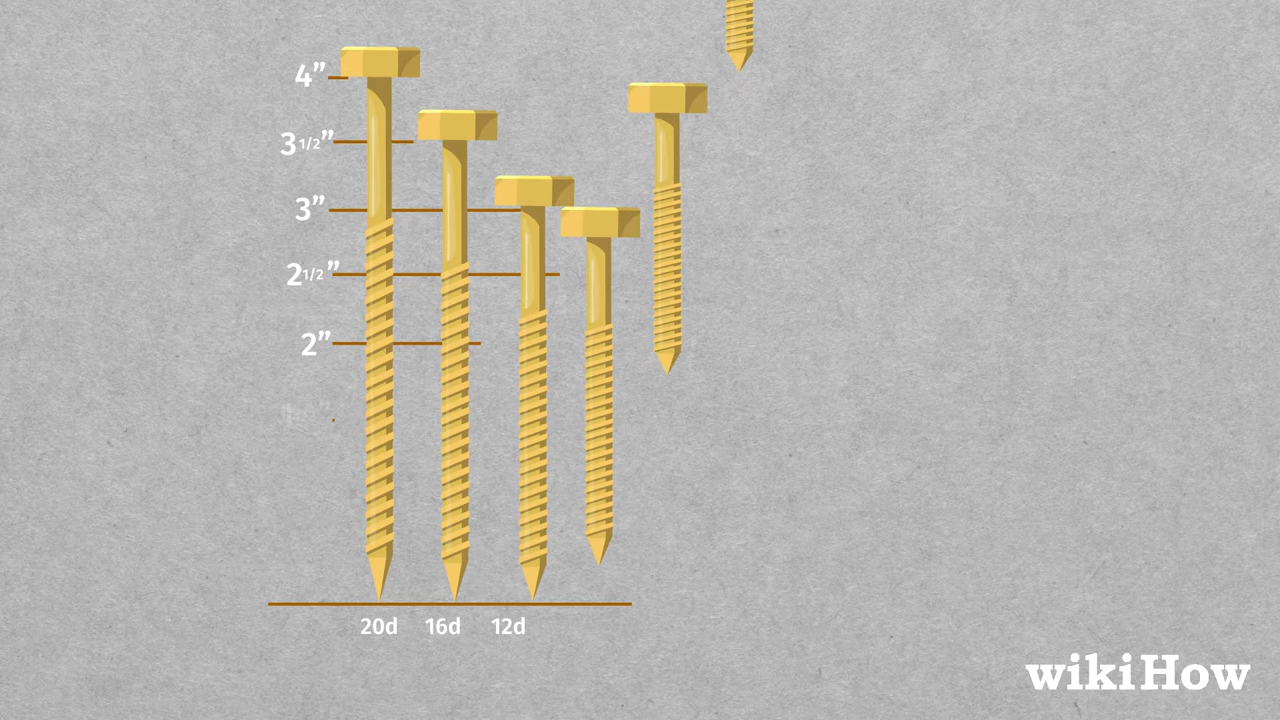 4”
3 1/2”
3”
2 1/2”
2”
20d 16d 12d
wikiHow